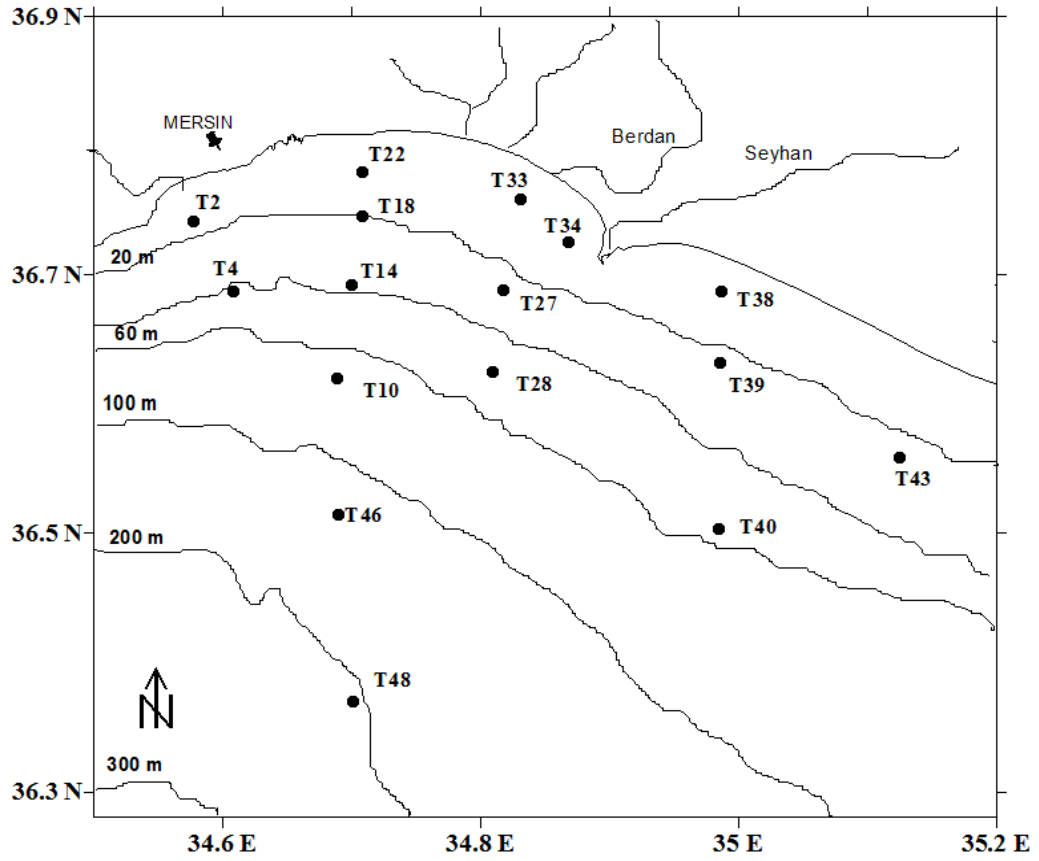 36.9 N
MERSIN
Berdan
Seyhan
T22
T33
T2
T18
T34
20 m
36.7 N
T4
T14
T27
T38
60 m
T28
T39
T10
100 m
T43
T46
36.5 N
T40
200 m
T48
N
300 m
36.3 N
34.6 E
34.8 E
35 E
35.2 E